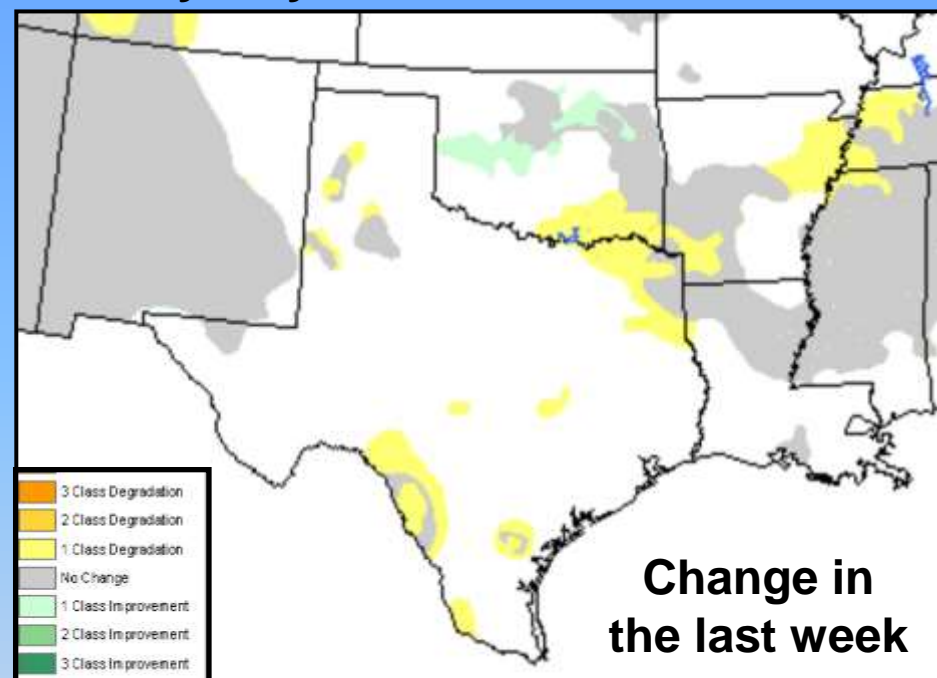 3 Class Degradation
2 Class Degradation
1 Class Degradation
No Change
1 Class Improvement
2 Class Improvement
3 Class Improvement
Change in
the last week